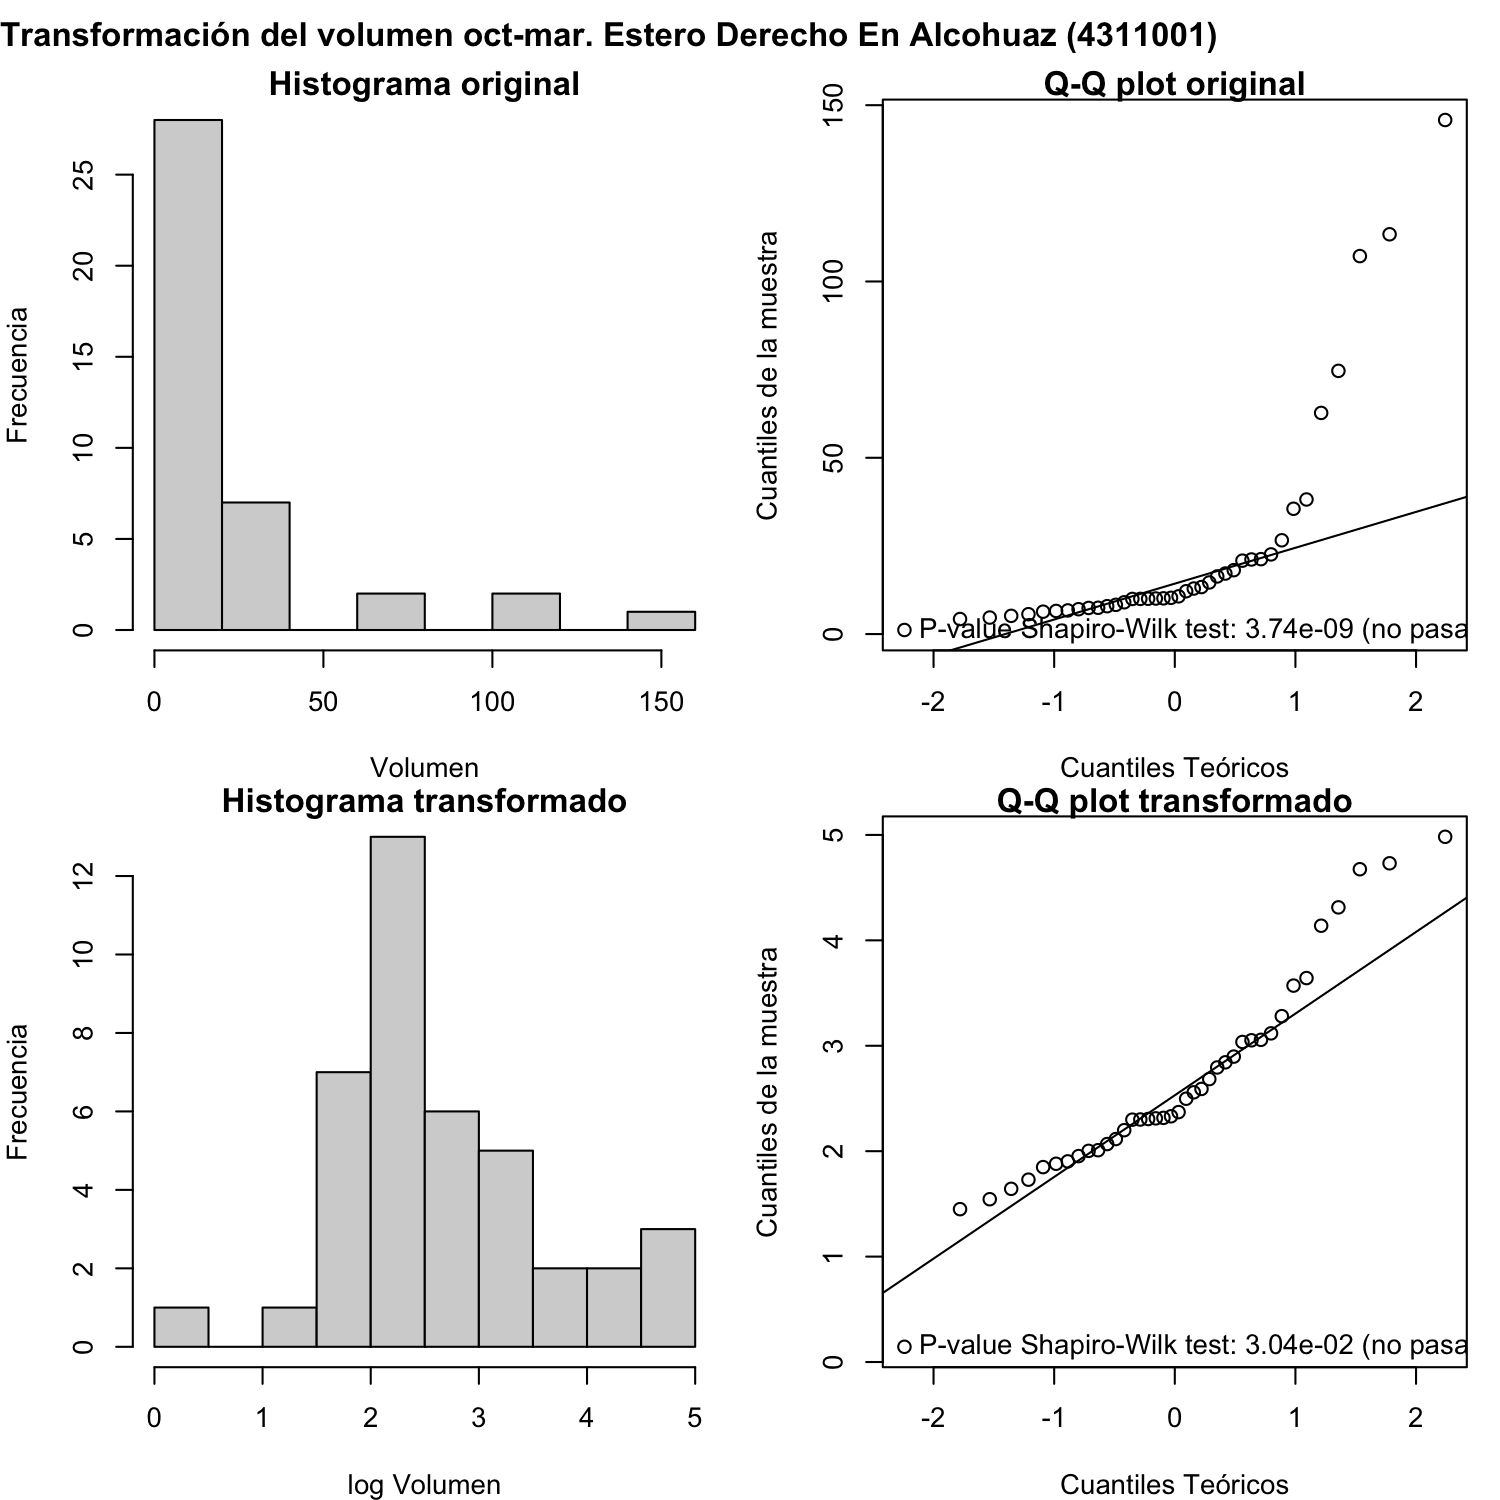 Transformación del volumen oct-mar. Estero Derecho En Alcohuaz (4311001)
Histograma original
Frecuencia
0 5 10 15 20 25
0 50 100 150
Volumen
Q-Q plot original
Cuantiles de la muestra
0 50 100 150
P-value Shapiro-Wilk test: 3.74e-09 (no pasa
-2 -1 0 1 2
Cuantiles Teóricos
Histograma transformado
Frecuencia
0 2 4 6 8 10 12
0 1 2 3 4 5
log Volumen
Q-Q plot transformado
Cuantiles de la muestra
0 1 2 3 4 5
P-value Shapiro-Wilk test: 3.04e-02 (no pasa
-2 -1 0 1 2
Cuantiles Teóricos